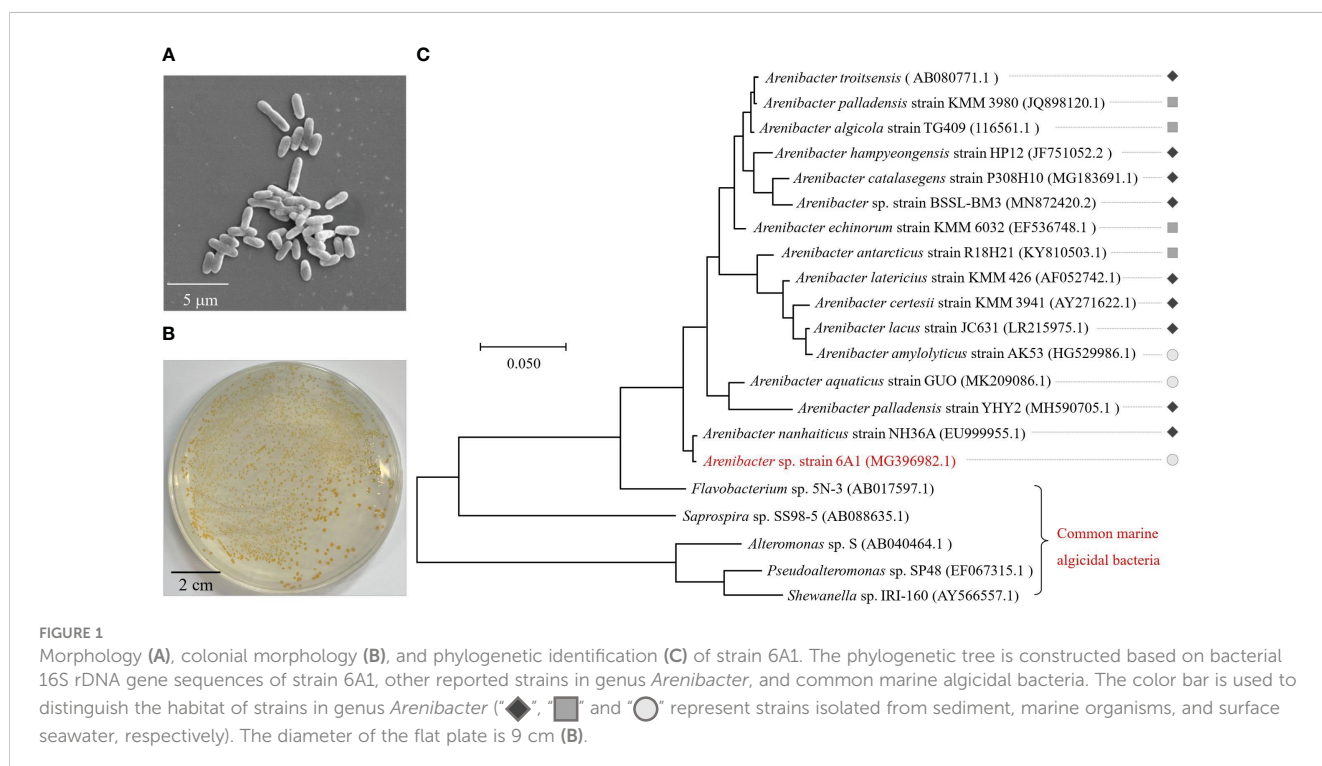 A
C
5 μm
B
2 cm
0.050
Arenibacter troitsensis ( AB080771.1 )
Arenibacter palladensis strain KMM 3980 (JQ898120.1)
Arenibacter algicola strain TG409 (116561.1 )
Arenibacter hampyeongensis strain HP12 (JF751052.2 )
Arenibacter catalasegens strain P308H10 (MG183691.1)
Arenibacter sp. strain BSSL-BM3 (MN872420.2)
Arenibacter echinorum strain KMM 6032 (EF536748.1 )
Arenibacter antarcticus strain R18H21 (KY810503.1)
Arenibacter latericius strain KMM 426 (AF052742.1)
Arenibacter certesii strain KMM 3941 (AY271622.1)
Arenibacter lacus strain JC631 (LR215975.1)
Arenibacter amylolyticus strain AK53 (HG529986.1)
Arenibacter aquaticus strain GUO (MK209086.1)
Arenibacter palladensis strain YHY2 (MH590705.1 )
Arenibacter nanhaiticus strain NH36A (EU999955.1)
Arenibacter sp. strain 6A1 (MG396982.1)
Flavobacterium sp. 5N-3 (AB017597.1)
Saprospira sp. SS98-5 (AB088635.1)
Alteromonas sp. S (AB040464.1 )
Pseudoalteromonas sp. SP48 (EF067315.1 )
Shewanella sp. IRI-160 (AY566557.1)
Common marine
algicidal bacteria
FIGURE 1
Morphology (A), colonial morphology (B), and phylogenetic identification (C) of strain 6A1. The phylogenetic tree is constructed based on bacterial
16S rDNA gene sequences of strain 6A1, other reported strains in genus Arenibacter, and common marine algicidal bacteria. The color bar is used to
distinguish the habitat of strains in genus Arenibacter ("◆", "■" and "○" represent strains isolated from sediment, marine organisms, and surface
seawater, respectively). The diameter of the flat plate is 9 cm (B).